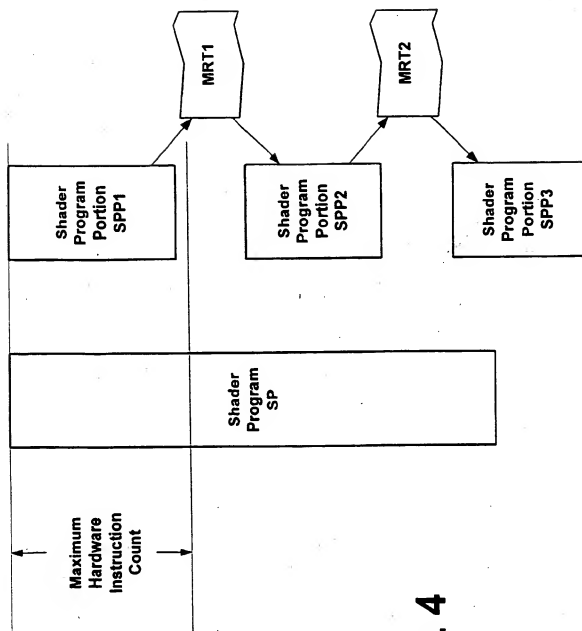 Maximum
Hardware
Instruction
Count
Shader
Program
SP
Shader
Program
Portion
SPP1
MRT1
Shader
Program
Portion
SPP2
MRT2
Shader
Program
Portion
SPP3
. 4